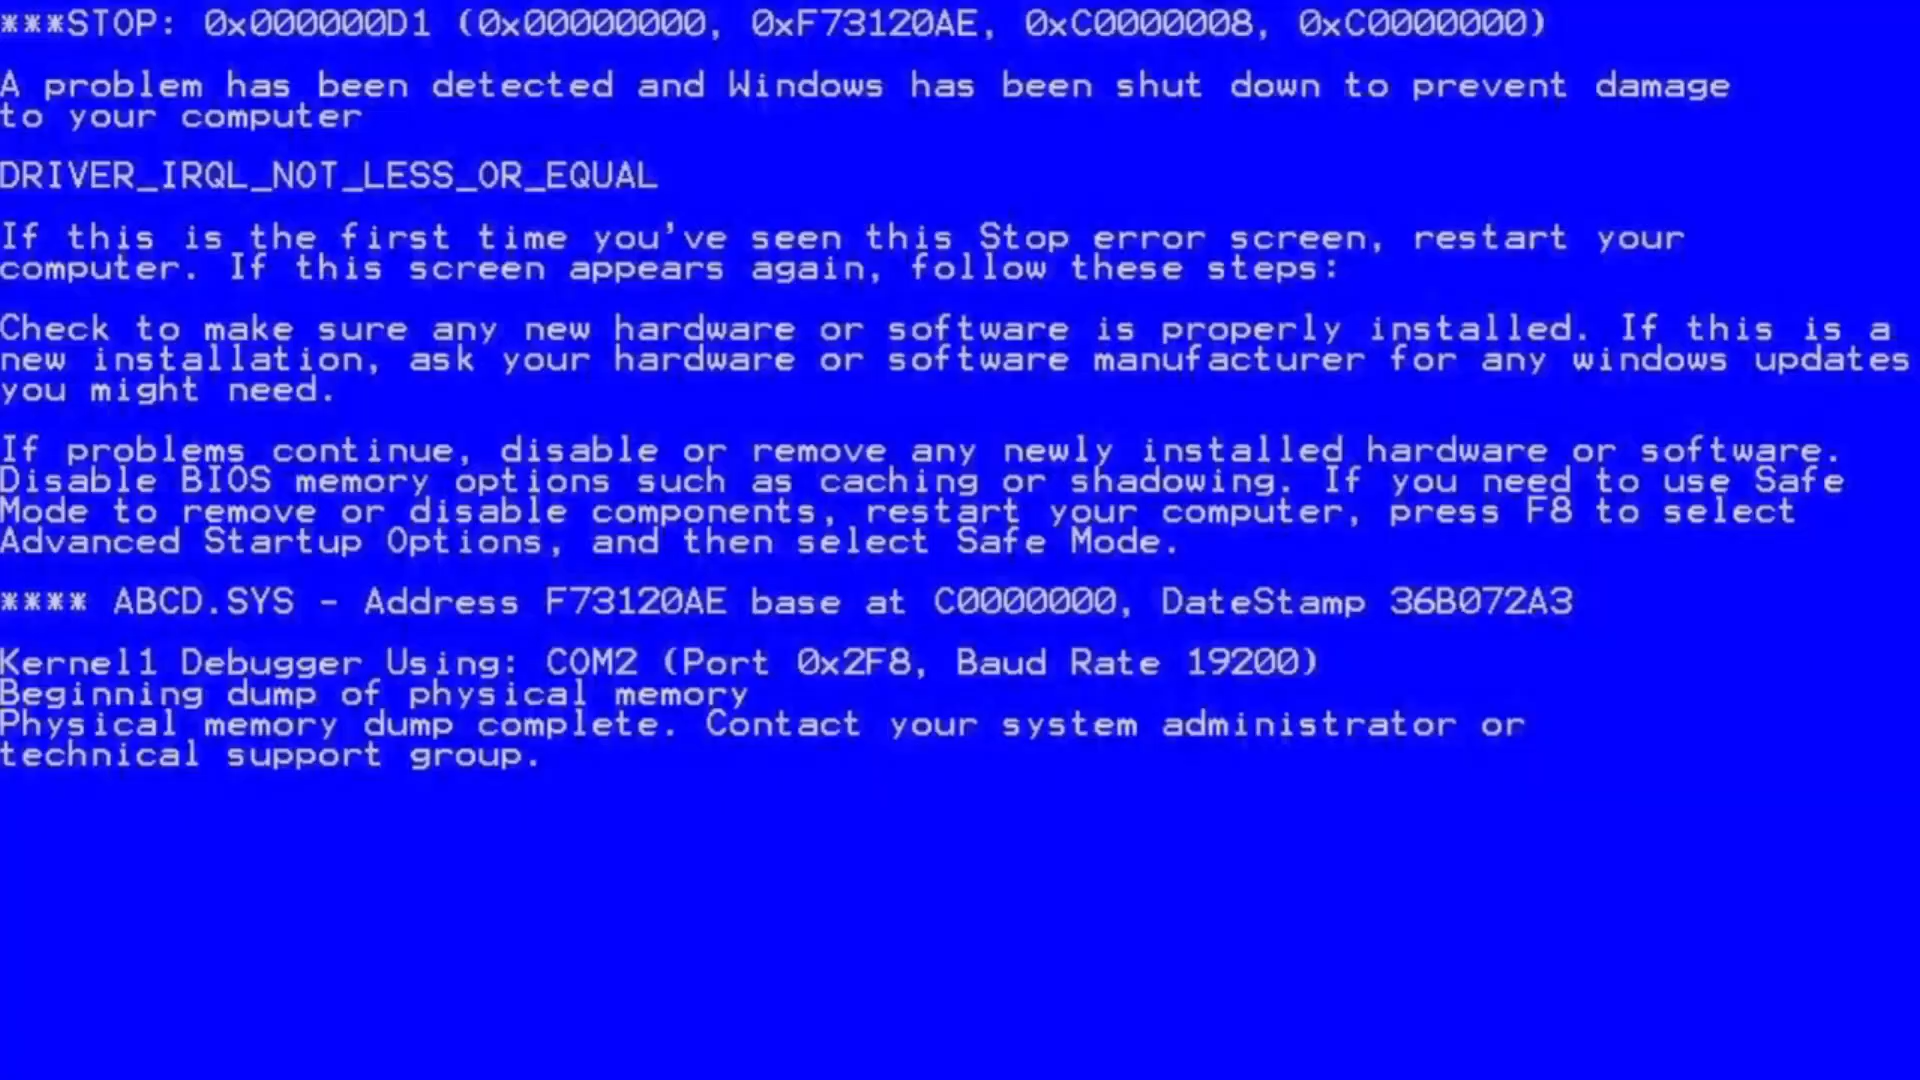 ***STOP: 0x000000D1 (0x00000000, 0xF73120AE, 0xC0000008, 0xC0000000)
A problem has been detected and Windows has been shut down to prevent damage
to your computer
DRIVER_IRQL_NOT_LESS_OR_EQUAL
If this is the first time you've seen this Stop error screen, restart your
computer. If this screen appears again, follow these steps:
Check to make sure any new hardware or software is properly installed. If this is a
new installation, ask your hardware or software manufacturer for any windows updates
you might need.
If problems continue, disable or remove any newly installed hardware or software.
Disable BIOS memory options such as caching or shadowing. If you need to use Safe
Mode to remove or disable components, restart your computer, press F8 to select
Advanced Startup Options, and then select Safe Mode.
**** ABCD.SYS - Address F73120AE base at C0000000, DateStamp 36B072A3
Kernel1 Debugger Using: COM2 (Port 0x2F8, Baud Rate 19200)
Beginning dump of physical memory
Physical memory dump complete. Contact your system administrator or
technical support group.